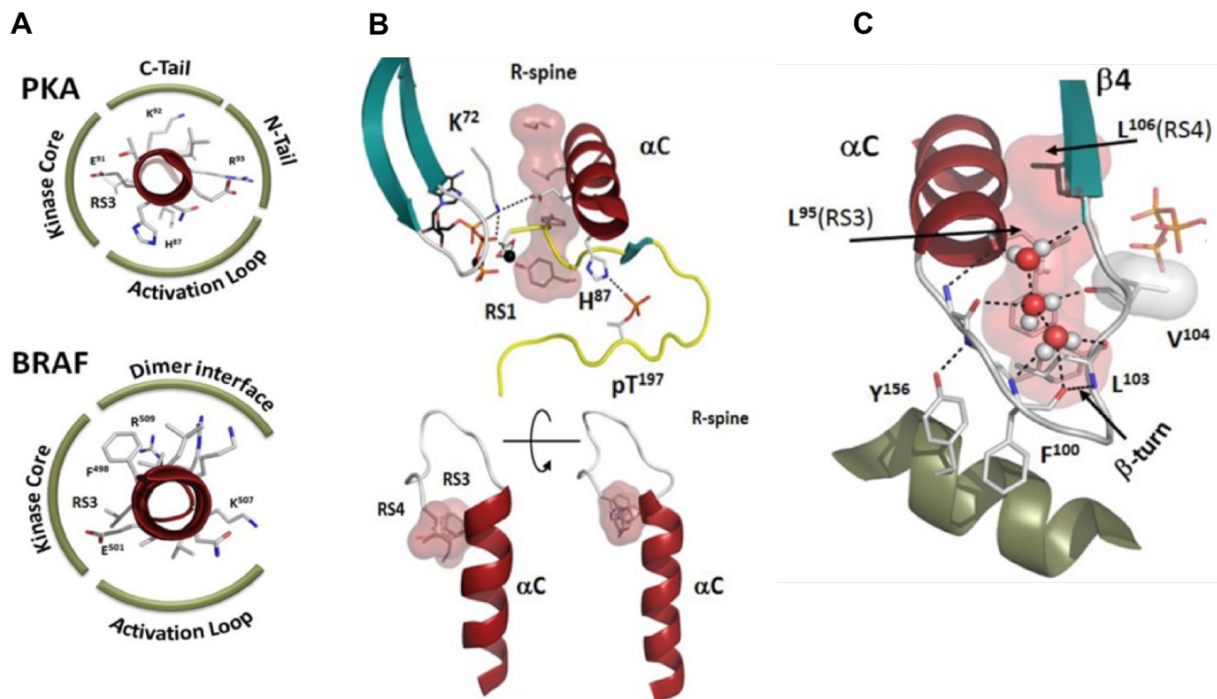 A
PKA
C-Tail
N-Tail
Kinase Core
Activation Loop
K⁹²
E⁹¹
R⁹³
RS3
H⁸⁷
BRAF
Dimer interface
Kinase Core
Activation Loop
R⁵⁰⁹
F⁴⁹⁸
RS3
K⁵⁰⁷
E⁵⁰¹
B
R-spine
K⁷²
αC
RS1
H⁸⁷
pT¹⁹⁷
R-spine
RS3
RS4
αC
αC
C
β4
αC
L¹⁰⁶(RS4)
L⁹⁵(RS3)
V¹⁰⁴
Y¹⁵⁶
L¹⁰³
F¹⁰⁰
β-turn